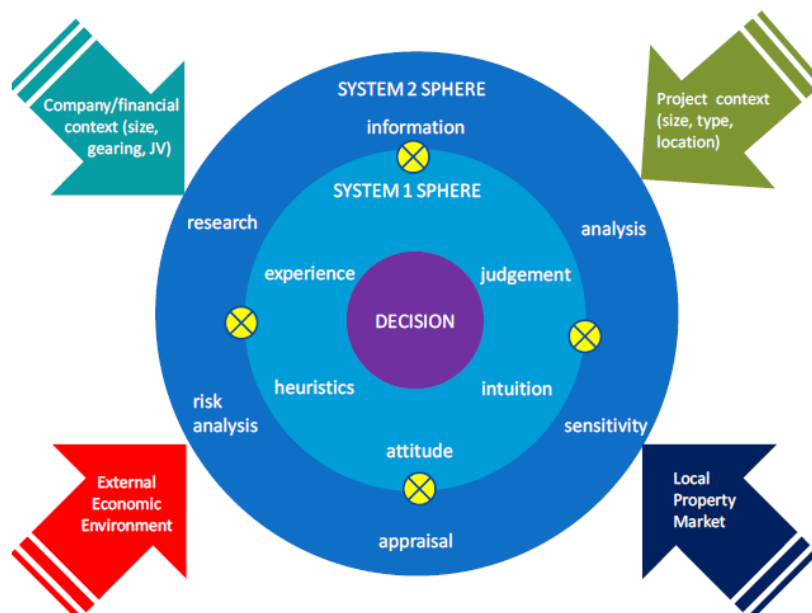 SYSTEM 2 SPHERE
Company/financial
context (size,
gearing, JV)
Project context
(size, type,
location)
information
SYSTEM 1 SPHERE
research
analysis
experience
judgement
DECISION
heuristics
intuition
risk
analysis
sensitivity
attitude
External
Economic
Environment
Local
Property
Market
appraisal